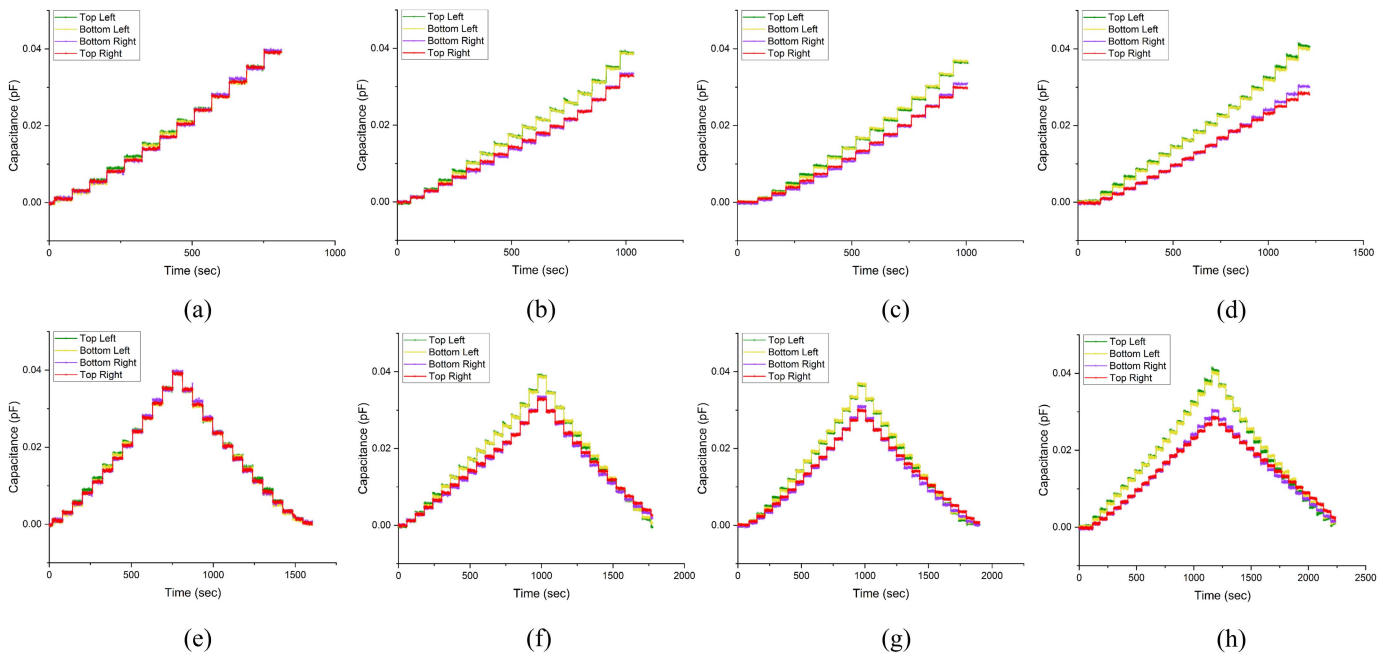 Top Left
Bottom Left
Bottom Right
Top Right
0.04
0.02
0.00
Capacitance (pF)
0
500
1000
Time (sec)
(a)
Top Left
Bottom Left
Bottom Right
Top Right
0.04
0.02
0.00
Capacitance (pF)
0
500
1000
Time (sec)
(b)
Top Left
Bottom Left
Bottom Right
Top Right
0.04
0.02
0.00
Capacitance (pF)
0
500
1000
Time (sec)
(c)
Top Left
Bottom Left
Bottom Right
Top Right
0.04
0.02
0.00
Capacitance (pF)
0
500
1000
1500
Time (sec)
(d)
Top Left
Bottom Left
Bottom Right
Top Right
0.04
0.02
0.00
Capacitance (pF)
0
500
1000
1500
Time (sec)
(e)
Top Left
Bottom Left
Bottom Right
Top Right
0.04
0.02
0.00
Capacitance (pF)
0
500
1000
1500
2000
Time (sec)
(f)
Top Left
Bottom Left
Bottom Right
Top Right
0.04
0.02
0.00
Capacitance (pF)
0
500
1000
1500
2000
Time (sec)
(g)
Top Left
Bottom Left
Bottom Right
Top Right
0.04
0.02
0.00
Capacitance (pF)
0
500
1000
1500
2000
2500
Time (sec)
(h)